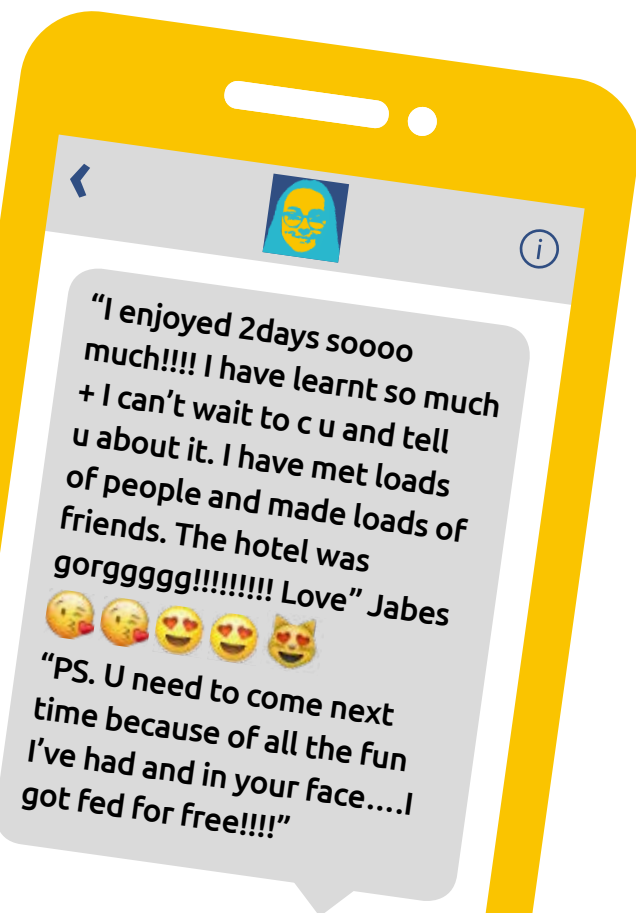 “I enjoyed 2days soooo
much!!!! I have learnt so much
+ I can’t wait to c u and tell
u about it. I have met loads
of people and made loads of
friends. The hotel was
gorggggg!!!!!!!!! Love” Jabes
😘😘😍😍😻
“PS. U need to come next
time because of all the fun
I’ve had and in your face....I
got fed for free!!!!”